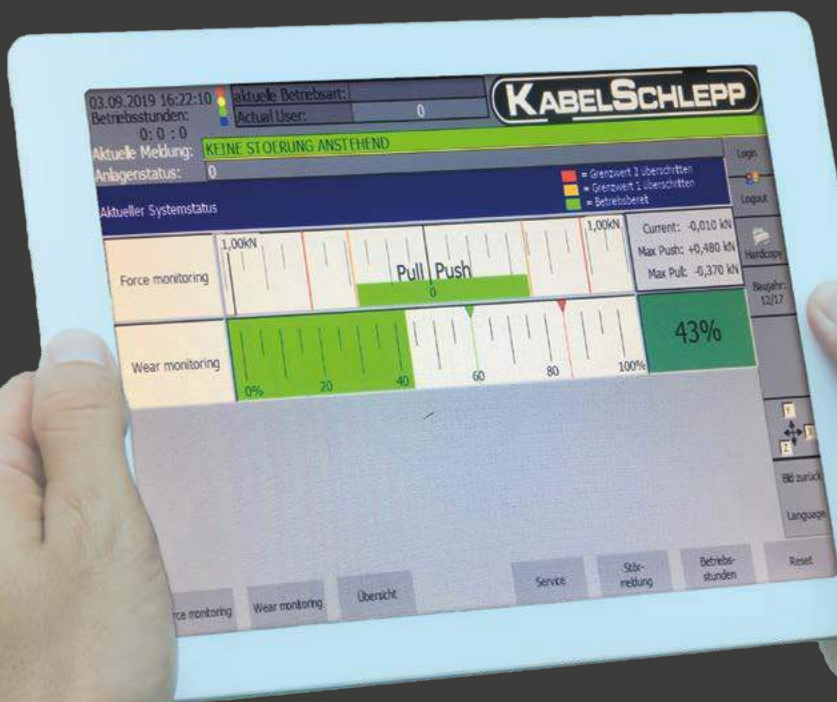 03.09.2019 16:22:10
aktuelle Betriebsart:
Betriebsstunden:
Actual User: 0
0: 0 : 0
KABELSCHLEPP
Aktuelle Meldung: KEINE STOERUNG ANSTEHEND
Anlagenstatus: 0
Login
Aktueller Systemstatus
= Grenzwert 2 überschritten
= Grenzwert 1 überschritten
= Betriebsbereit
Logout
Force monitoring
1,00kN
Pull Push
0
1,00kN
Current: -0,010 kN
Max Push: +0,480 kN
Max Pull: -0,370 kN
Hardcopy
Baujahr:
12/17
Wear monitoring
0% 20 40 60 80 100%
43%
Y
X
Z
Bild zurück
Language
rce monitoring
Wear monitoring
Übersicht
Service
Stör-
meldung
Betriebs-
stunden
Reset